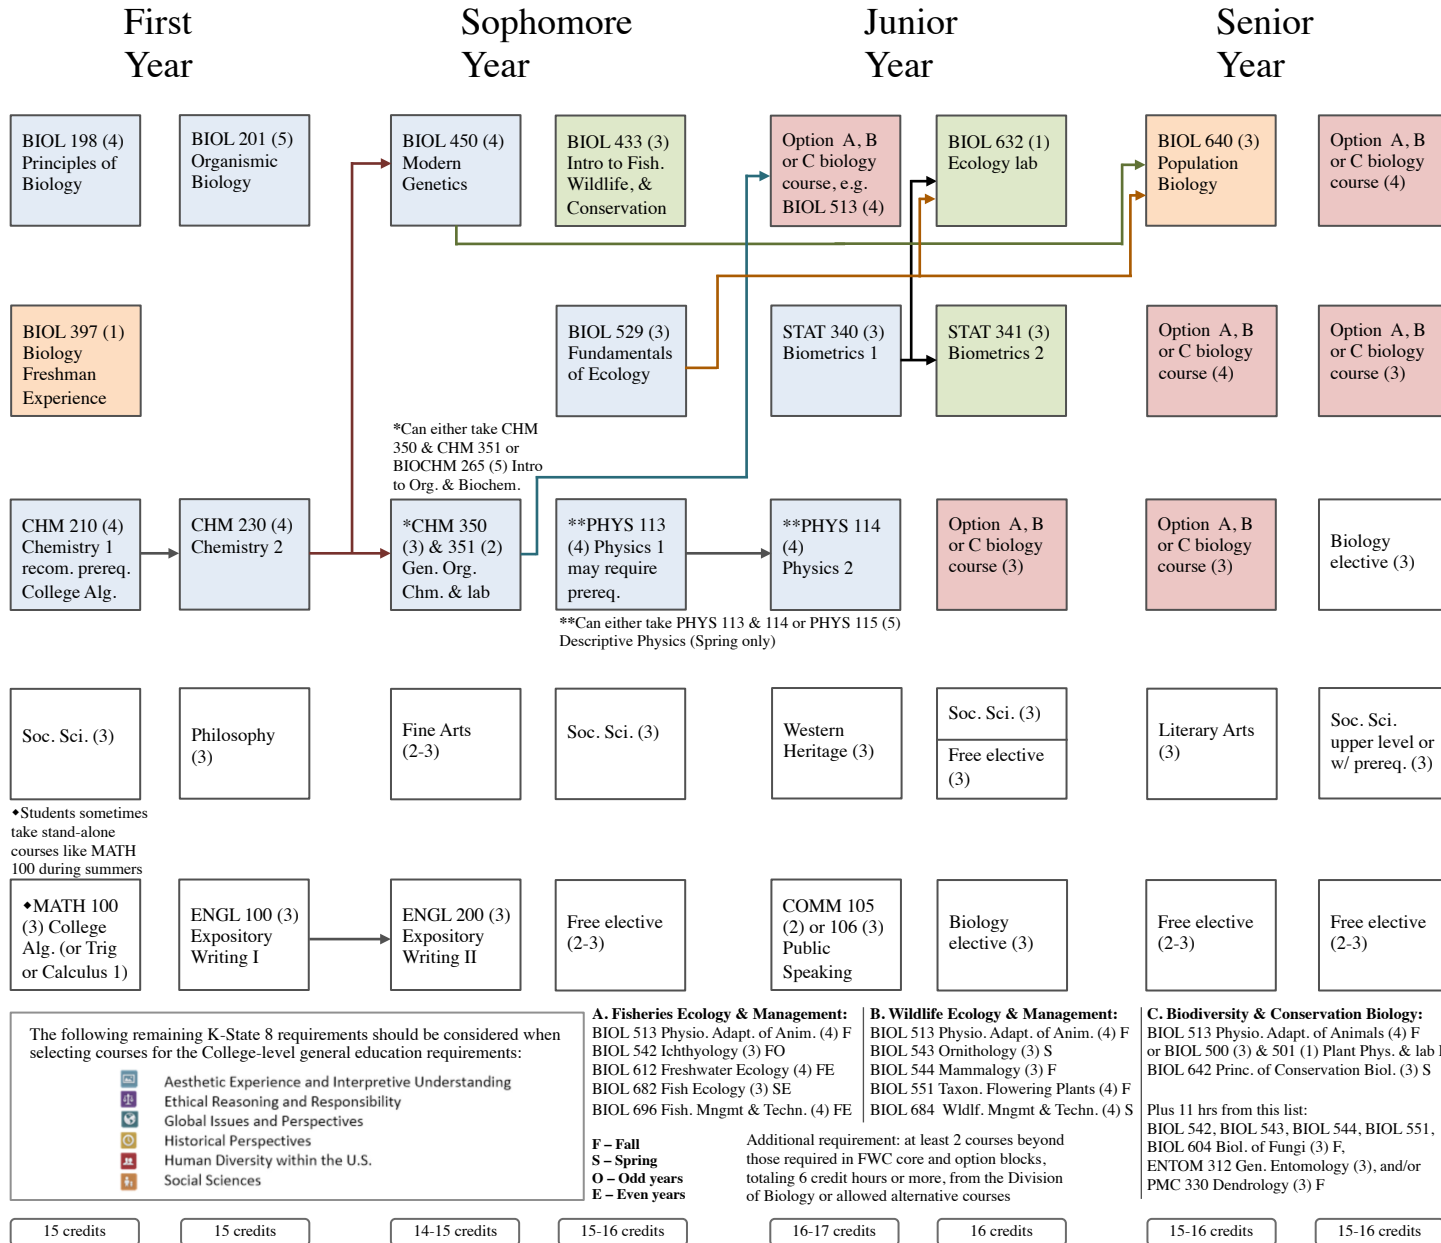 First
Year
Sophomore
Year
Junior
Year
Senior
Year
BIOL 198 (4)
Principles of
Biology
BIOL 201 (5)
Organismic
Biology
BIOL 450 (4)
Modern
Genetics
BIOL 433 (3)
Intro to Fish.
Wildlife, &
Conservation
Option A, B
or C biology
course, e.g.
BIOL 513 (4)
BIOL 632 (1)
Ecology lab
BIOL 640 (3)
Population
Biology
Option A, B
or C biology
course (4)
BIOL 397 (1)
Biology
Freshman
Experience
BIOL 529 (3)
Fundamentals
of Ecology
STAT 340 (3)
Biometrics 1
STAT 341 (3)
Biometrics 2
Option A, B
or C biology
course (4)
Option A, B
or C biology
course (3)
*Can either take CHM
350 & CHM 351 or
BIOCHM 265 (5) Intro
to Org. & Biochem.
CHM 210 (4)
Chemistry 1
recom. prereq.
College Alg.
CHM 230 (4)
Chemistry 2
*CHM 350
(3) & 351 (2)
Gen. Org.
Chm. & lab
**PHYS 113
(4) Physics 1
may require
prereq.
**PHYS 114
(4)
Physics 2
Option A, B
or C biology
course (3)
Option A, B
or C biology
course (3)
Biology
elective (3)
**Can either take PHYS 113 & 114 or PHYS 115 (5)
Descriptive Physics (Spring only)
Soc. Sci. (3)
Philosophy
(3)
Fine Arts
(2-3)
Soc. Sci. (3)
Western
Heritage (3)
Soc. Sci. (3)
Free elective
(3)
Literary Arts
(3)
Soc. Sci.
upper level or
w/ prereq. (3)
◆Students sometimes
take stand-alone
courses like MATH
100 during summers
◆MATH 100
(3) College
Alg. (or Trig
or Calculus 1)
ENGL 100 (3)
Expository
Writing I
ENGL 200 (3)
Expository
Writing II
Free elective
(2-3)
COMM 105
(2) or 106 (3)
Public
Speaking
Biology
elective (3)
Free elective
(2-3)
Free elective
(2-3)
The following remaining K-State 8 requirements should be considered when
selecting courses for the College-level general education requirements:
Aesthetic Experience and Interpretive Understanding
Ethical Reasoning and Responsibility
Global Issues and Perspectives
Historical Perspectives
Human Diversity within the U.S.
Social Sciences
A. Fisheries Ecology & Management:
BIOL 513 Physio. Adapt. of Anim. (4) F
BIOL 542 Ichthyology (3) FO
BIOL 612 Freshwater Ecology (4) FE
BIOL 682 Fish Ecology (3) SE
BIOL 696 Fish. Mngmt & Techn. (4) FE
B. Wildlife Ecology & Management:
BIOL 513 Physio. Adapt. of Anim. (4) F
BIOL 543 Ornithology (3) S
BIOL 544 Mammalogy (3) F
BIOL 551 Taxon. Flowering Plants (4) F
BIOL 684 Wldlf. Mngmt & Techn. (4) S
C. Biodiversity & Conservation Biology:
BIOL 513 Physio. Adapt. of Animals (4) F
or BIOL 500 (3) & 501 (1) Plant Phys. & lab
BIOL 642 Princ. of Conservation Biol. (3) S
Plus 11 hrs from this list:
BIOL 542, BIOL 543, BIOL 544, BIOL 551,
BIOL 604 Biol. of Fungi (3) F,
ENTOM 312 Gen. Entomology (3), and/or
PMC 330 Dendrology (3) F
F – Fall
S – Spring
O – Odd years
E – Even years
Additional requirement: at least 2 courses beyond
those required in FWC core and option blocks,
totaling 6 credit hours or more, from the Division
of Biology or allowed alternative courses
15 credits
15 credits
14-15 credits
15-16 credits
16-17 credits
16 credits
15-16 credits
15-16 credits